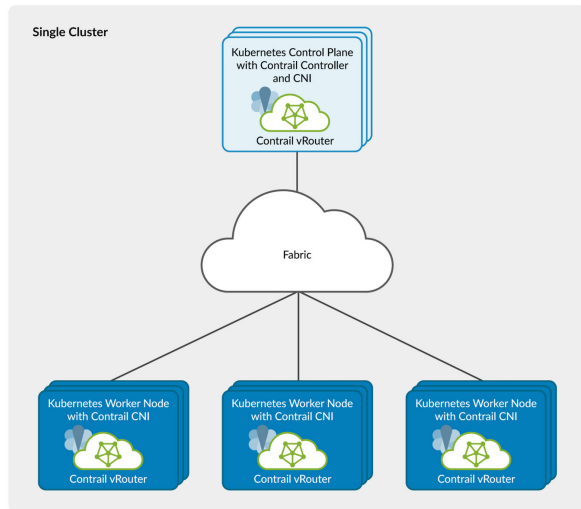 Single Cluster
Kubernetes Control Plane
with Contrail Controller
and CNI
Contrail vRouter
Fabric
Kubernetes Worker Node
with Contrail CNI
Contrail vRouter
Kubernetes Worker Node
with Contrail CNI
Contrail vRouter
Kubernetes Worker Node
with Contrail CNI
Contrail vRouter